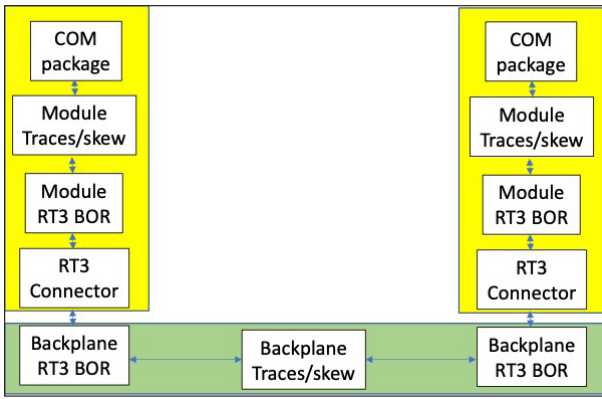 COM
package
Module
Traces/skew
Module
RT3 BOR
RT3
Connector
Backplane
RT3 BOR
Backplane
Traces/skew
COM
package
Module
Traces/skew
Module
RT3 BOR
RT3
Connector
Backplane
RT3 BOR